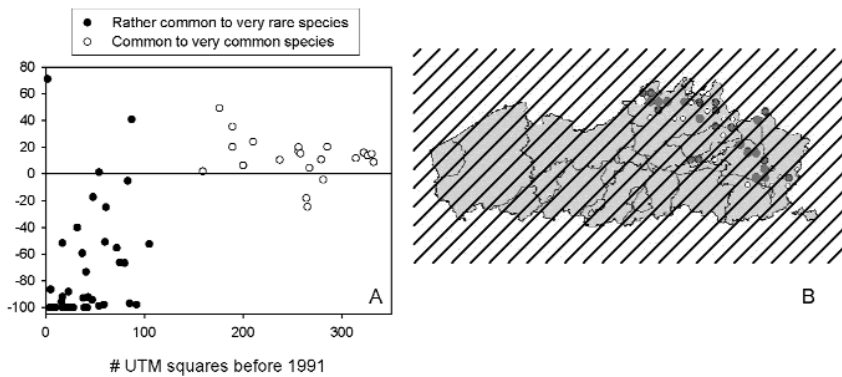 Rather common to very rare species
Common to very common species
80
60
40
20
0
-20
-40
-60
-80
-100
0
100
200
300
A
# UTM squares before 1991
B